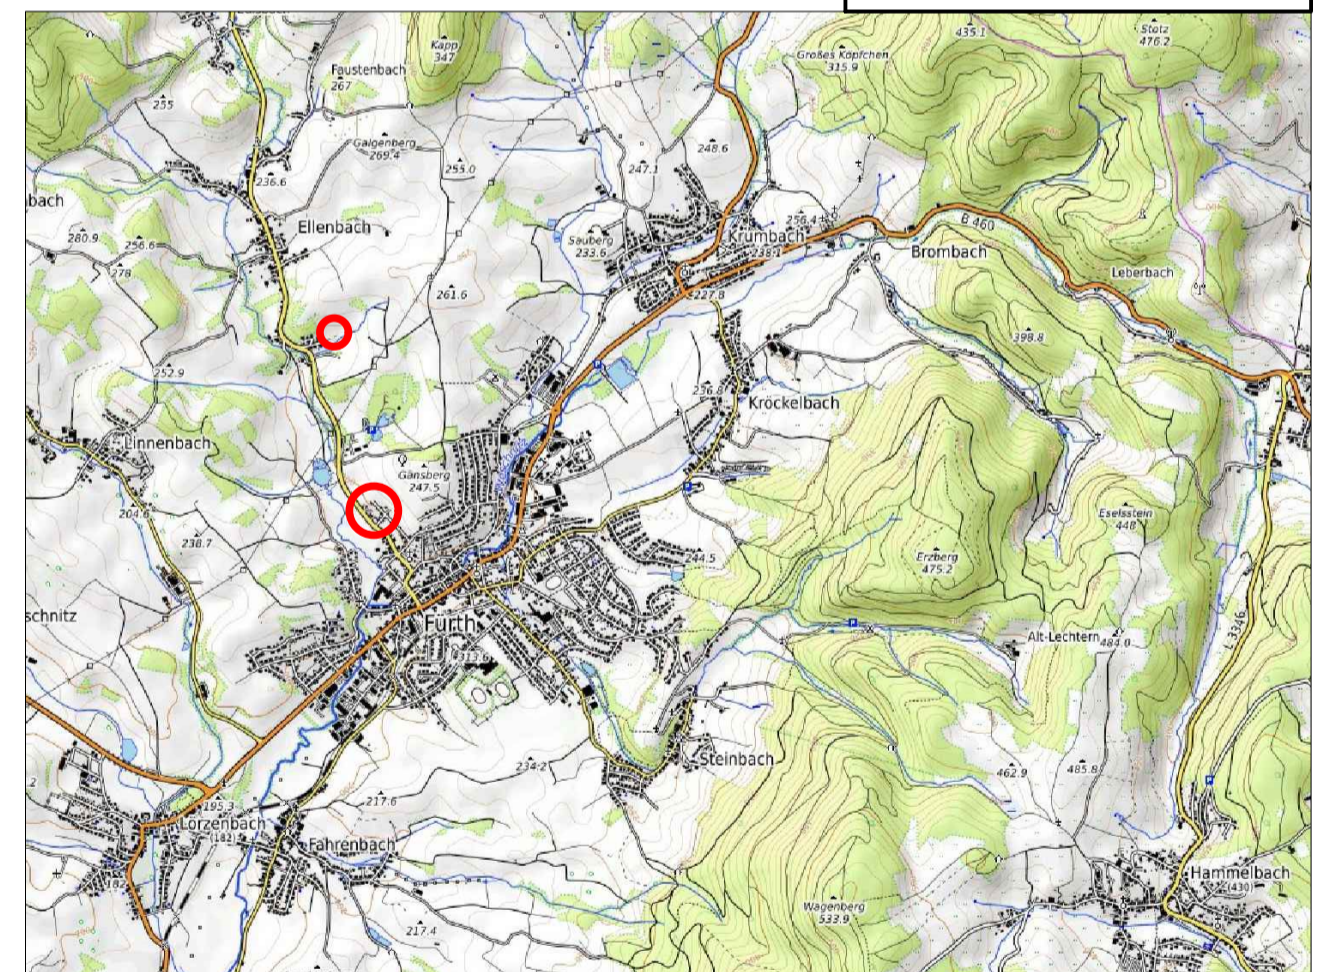 435.1
Stotz
476.2
Kapp
347
Großes Köpfchen
315.9
Faustenbach
267
255
Galgenberg
269.4
248.6
255.0
247.1
236.6
bach
256.4
B 460
Ellenbach
280.9
256.6
Sauberg
233.6
Krumbach
238.1
Brombach
278
Leberbach
261.6
227.8
398.8
252.9
236.8
Kröckelbach
Linnenbach
Gänsberg
247.5
204.6
Eselsstein
448
238.7
244.5
Erzberg
475.2
schnitz
Fürth
Alt-Lechtern
484.0
L 3346
Steinbach
234.2
462.9
485.8
2
195.3
217.6
Lörzenbach
(182)
Fahrenbach
Hammelbach
(430)
182
Wagenberg
533.9
217.4